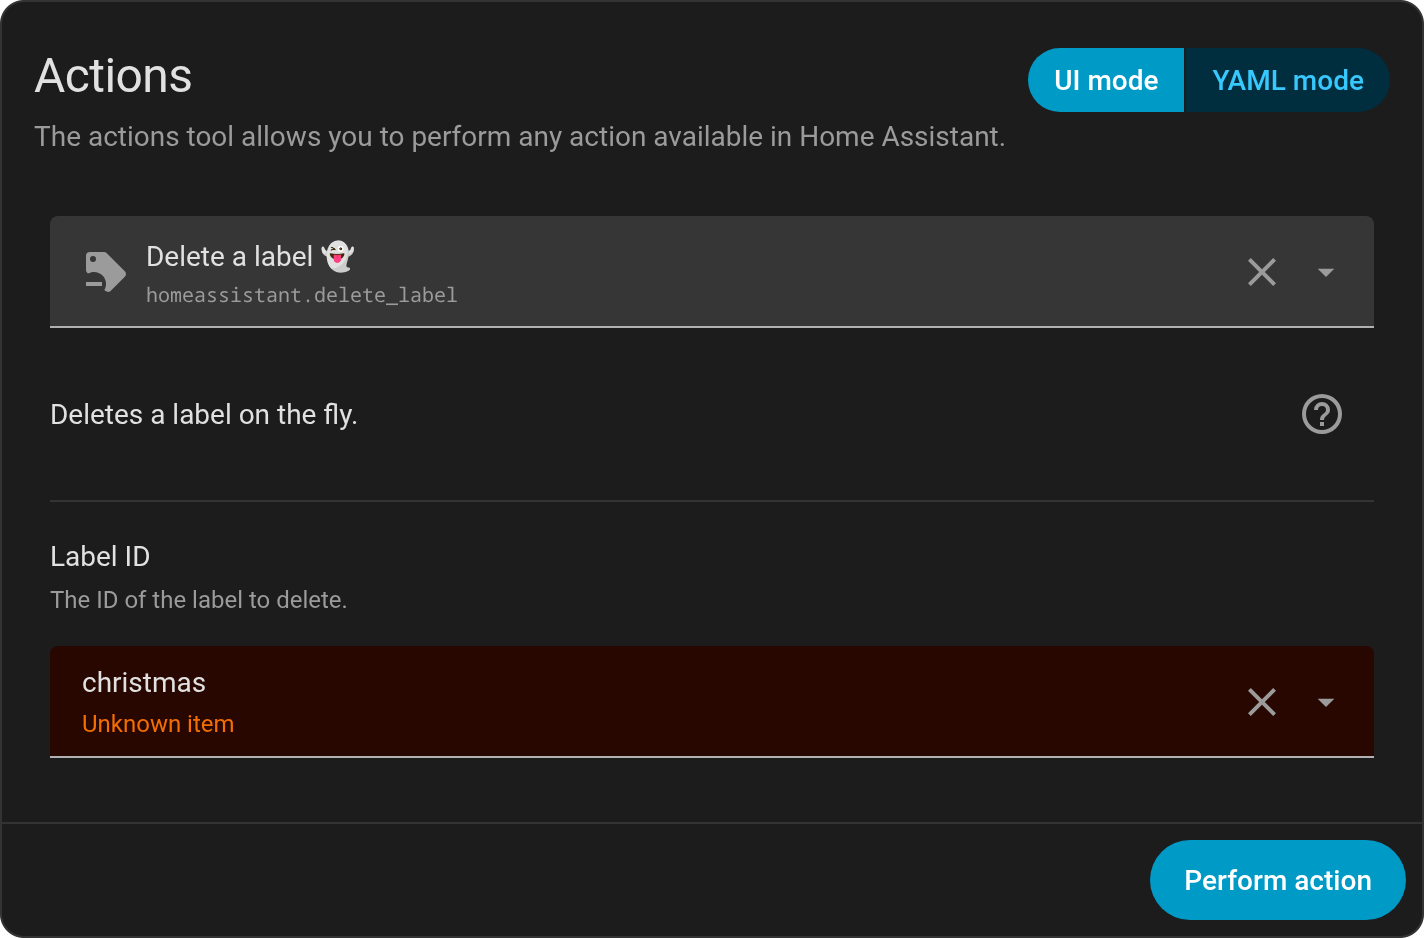 Actions
UI mode
YAML mode
The actions tool allows you to perform any action available in Home Assistant.
Delete a label 👻
homeassistant.delete_label
Deletes a label on the fly.
Label ID
The ID of the label to delete.
christmas
Unknown item
Perform action